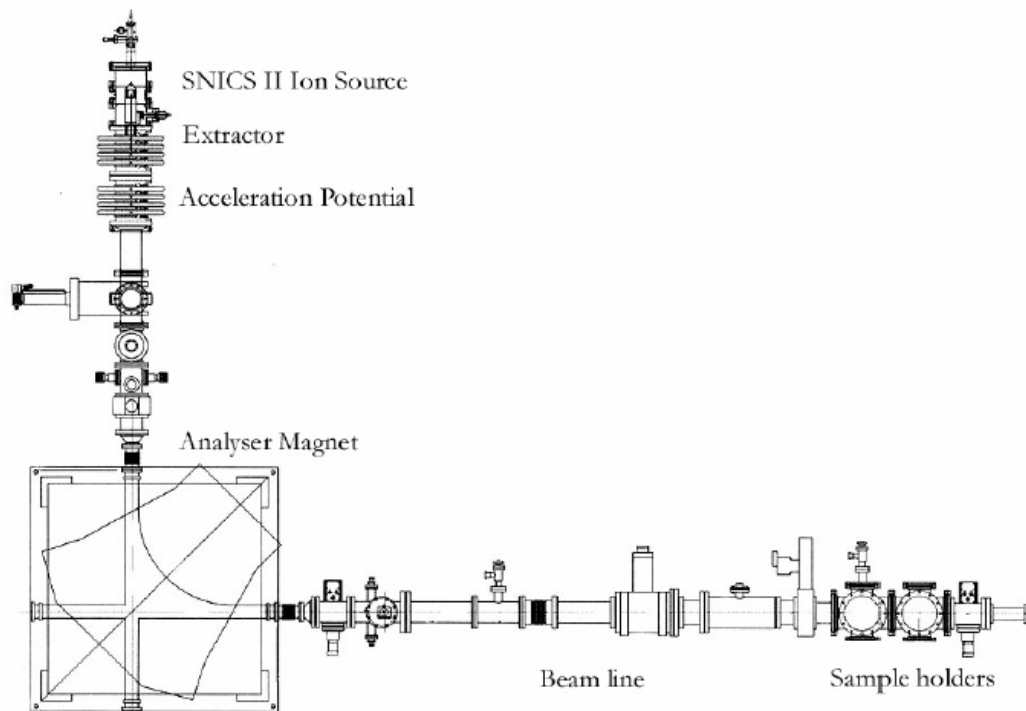 SNICS II Ion Source
Extractor
Acceleration Potential
Analyser Magnet
Beam line
Sample holders